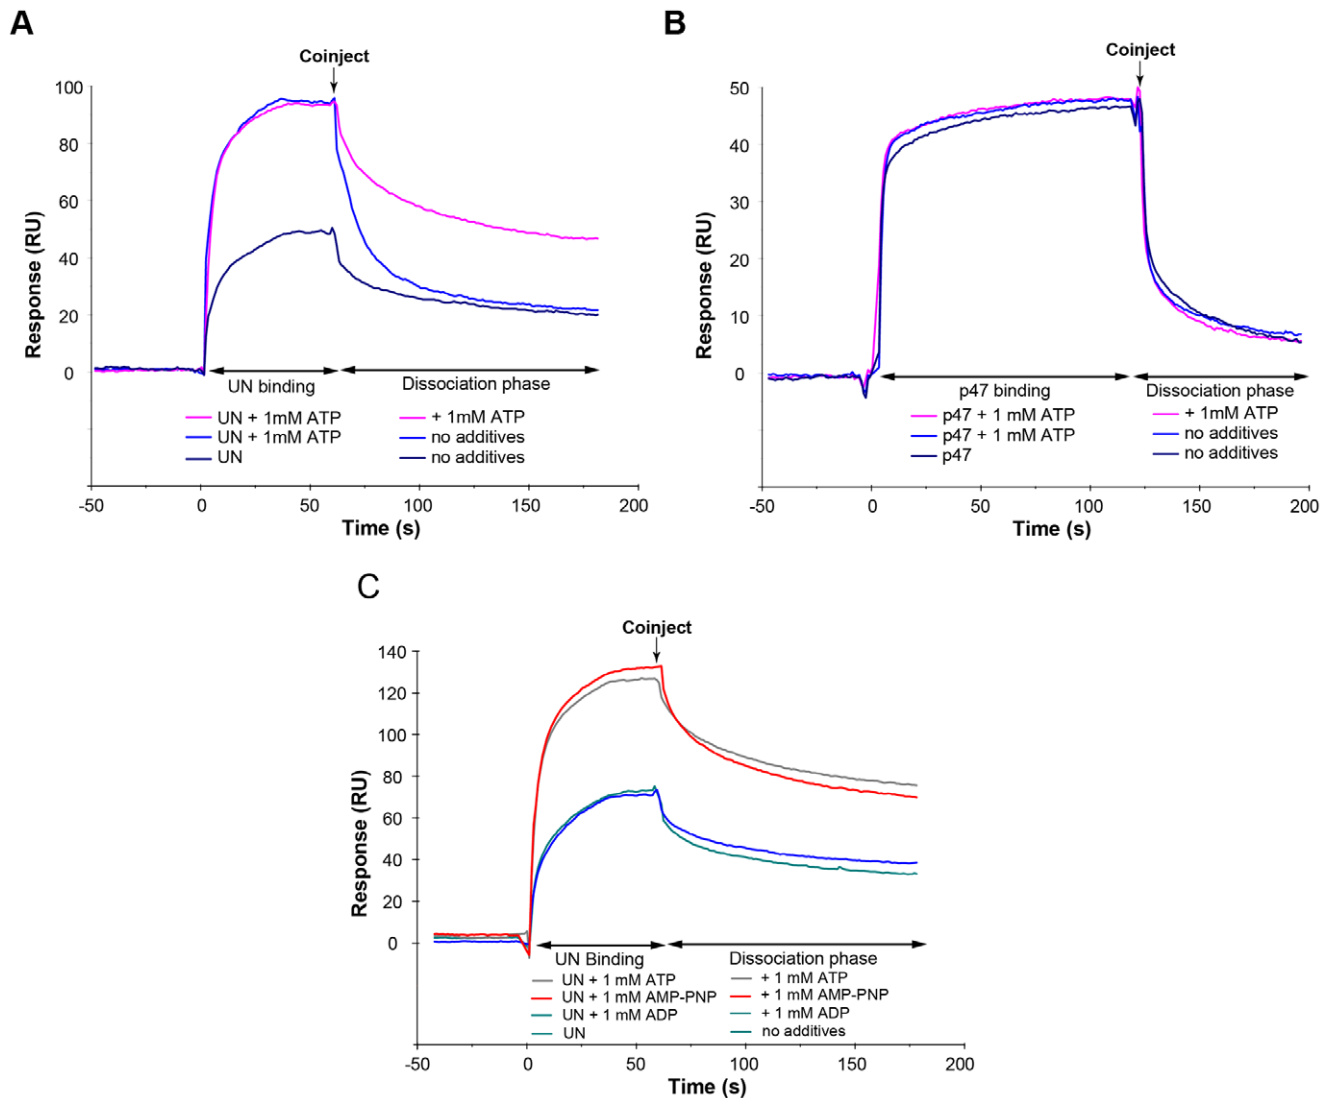 A
Coinject
100
80
60
40
20
0
Response (RU)
UN binding
Dissociation phase
UN + 1mM ATP
+ 1mM ATP
UN + 1mM ATP
no additives
UN
no additives
-50
0
50
100
150
200
Time (s)
B
Coinject
50
40
30
20
10
0
Response (RU)
p47 binding
Dissociation phase
p47 + 1 mM ATP
+ 1mM ATP
p47 + 1 mM ATP
no additives
p47
no additives
-50
0
50
100
150
200
Time (s)
C
Coinject
140
120
100
80
60
40
20
0
Response (RU)
UN Binding
Dissociation phase
UN + 1 mM ATP
+ 1 mM ATP
UN + 1 mM AMP-PNP
+ 1 mM AMP-PNP
UN + 1 mM ADP
+ 1 mM ADP
UN
no additives
-50
0
50
100
150
200
Time (s)